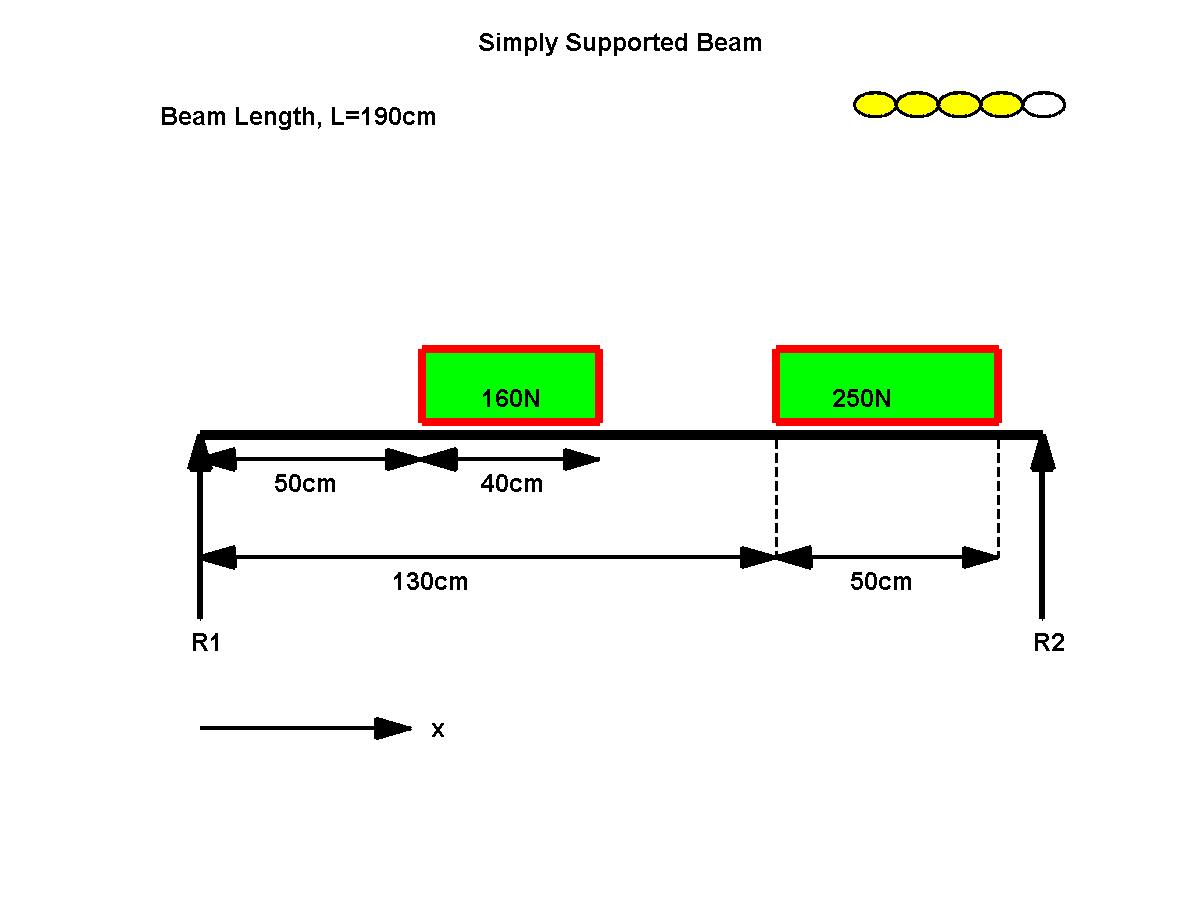 Simply Supported Beam
Beam Length, L=190cm
160N
250N
50cm
40cm
130cm
50cm
R1
R2
x